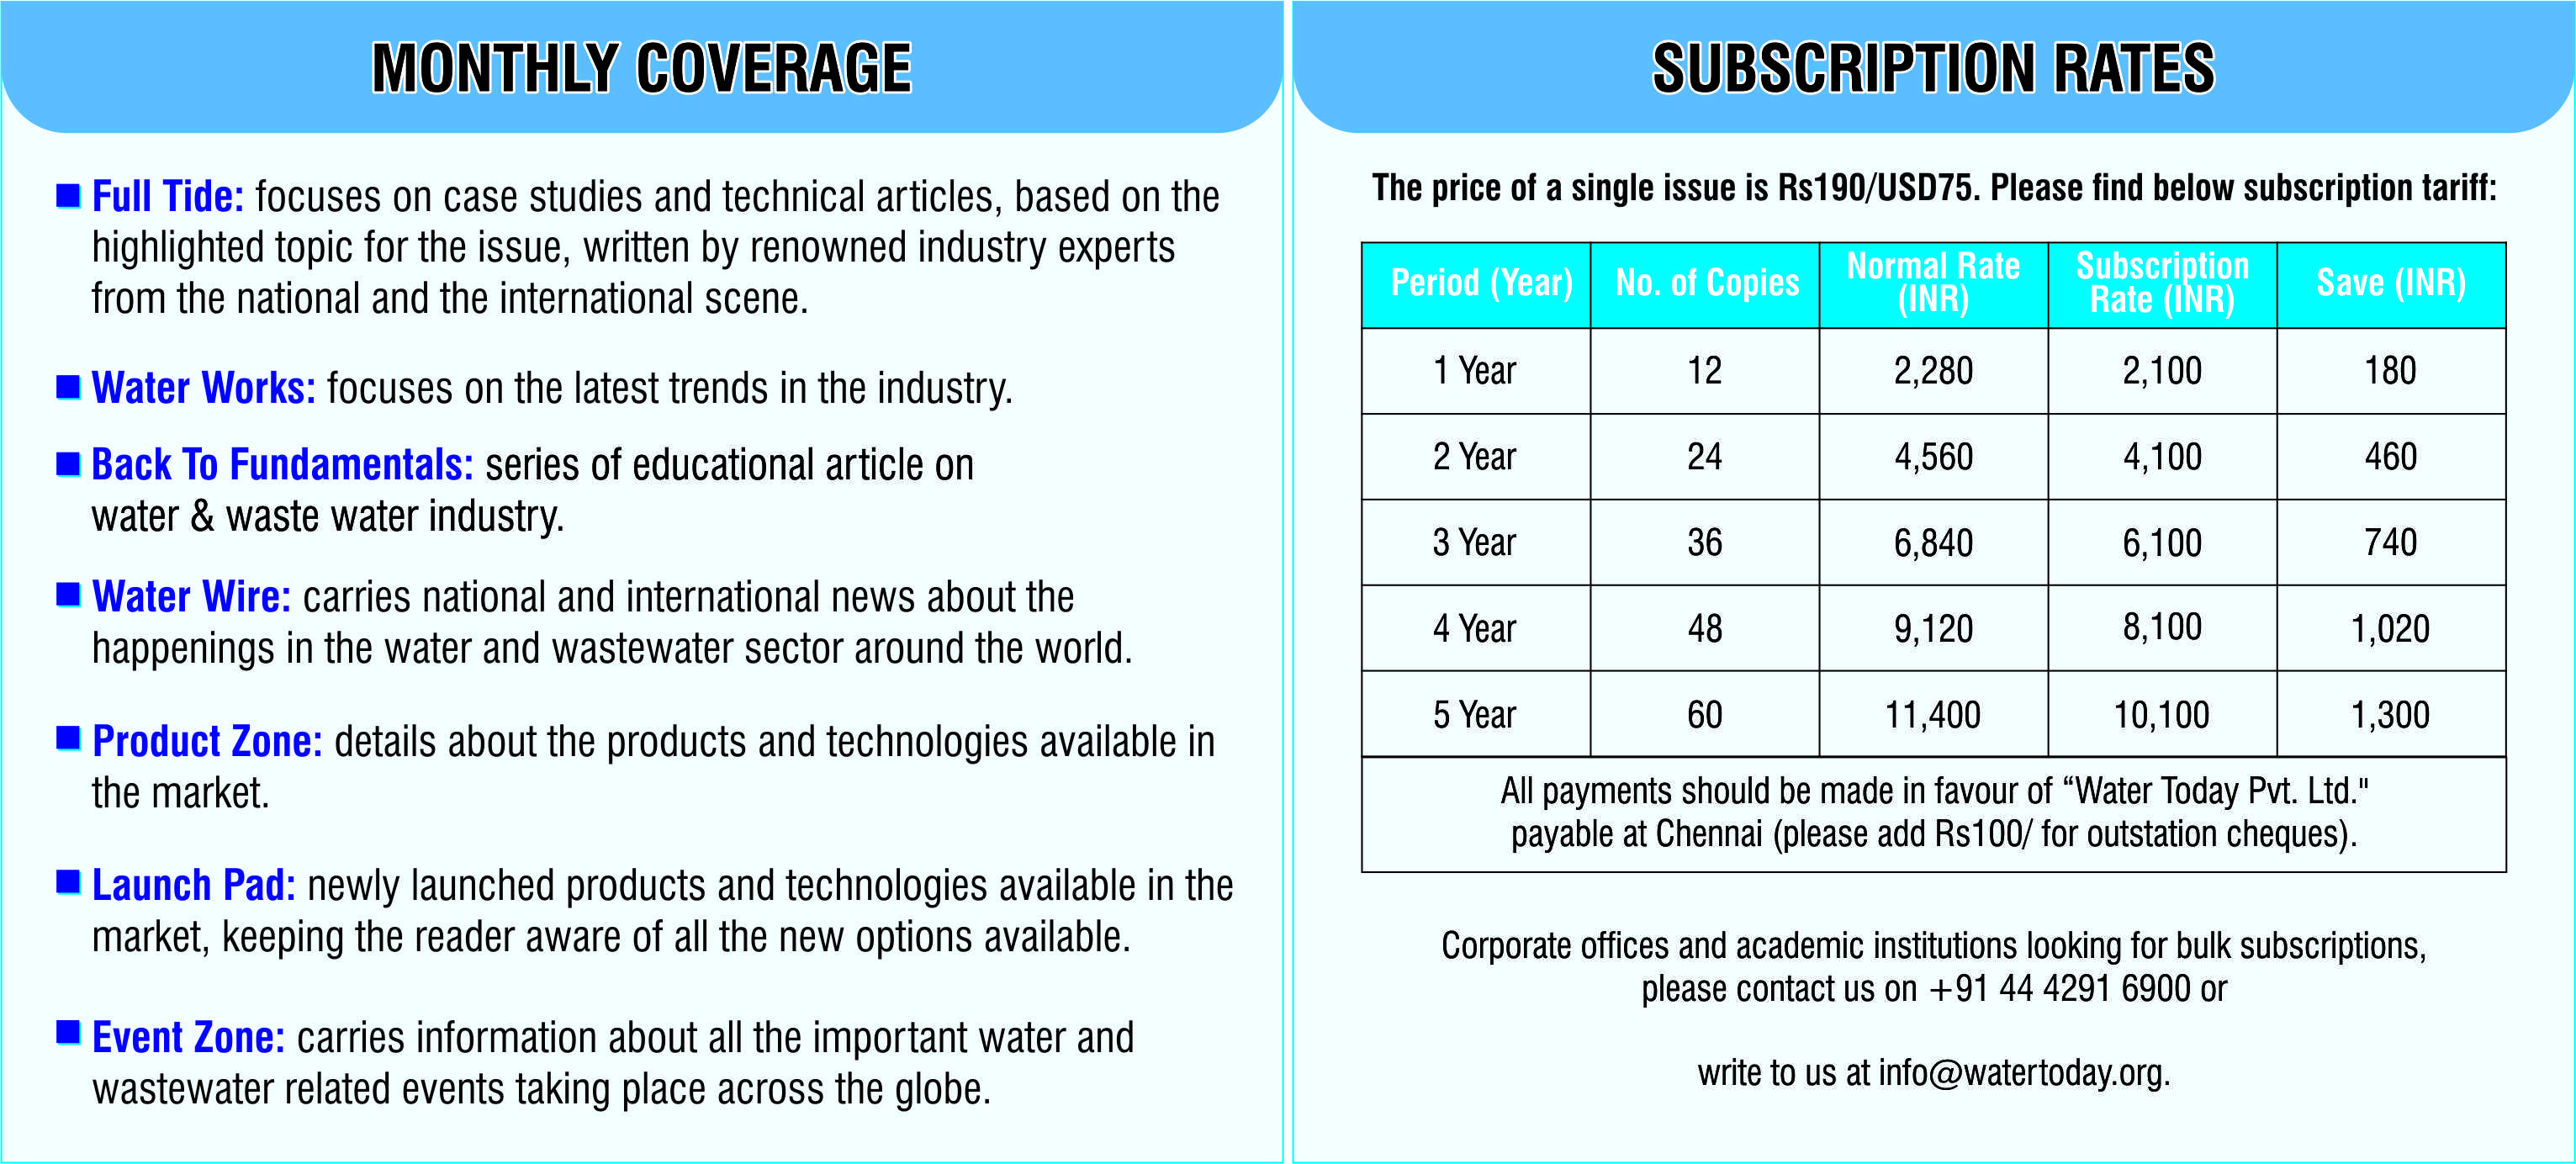 MONTHLY COVERAGE
Full Tide: focuses on case studies and technical articles, based on the
highlighted topic for the issue, written by renowned industry experts
from the national and the international scene.
Water Works: focuses on the latest trends in the industry.
Back To Fundamentals: series of educational article on
water & waste water industry.
Water Wire: carries national and international news about the
happenings in the water and wastewater sector around the world.
Product Zone: details about the products and technologies available in
the market.
Launch Pad: newly launched products and technologies available in the
market, keeping the reader aware of all the new options available.
Event Zone: carries information about all the important water and
wastewater related events taking place across the globe.
SUBSCRIPTION RATES
The price of a single issue is Rs190/USD75. Please find below subscription tariff:
Period (Year) No. of Copies Normal Rate (INR) Subscription Rate (INR) Save (INR)
1 Year 12 2,280 2,100 180
2 Year 24 4,560 4,100 460
3 Year 36 6,840 6,100 740
4 Year 48 9,120 8,100 1,020
5 Year 60 11,400 10,100 1,300
All payments should be made in favour of “Water Today Pvt. Ltd."
payable at Chennai (please add Rs100/ for outstation cheques).
Corporate offices and academic institutions looking for bulk subscriptions,
please contact us on +91 44 4291 6900 or
write to us at info@watertoday.org.